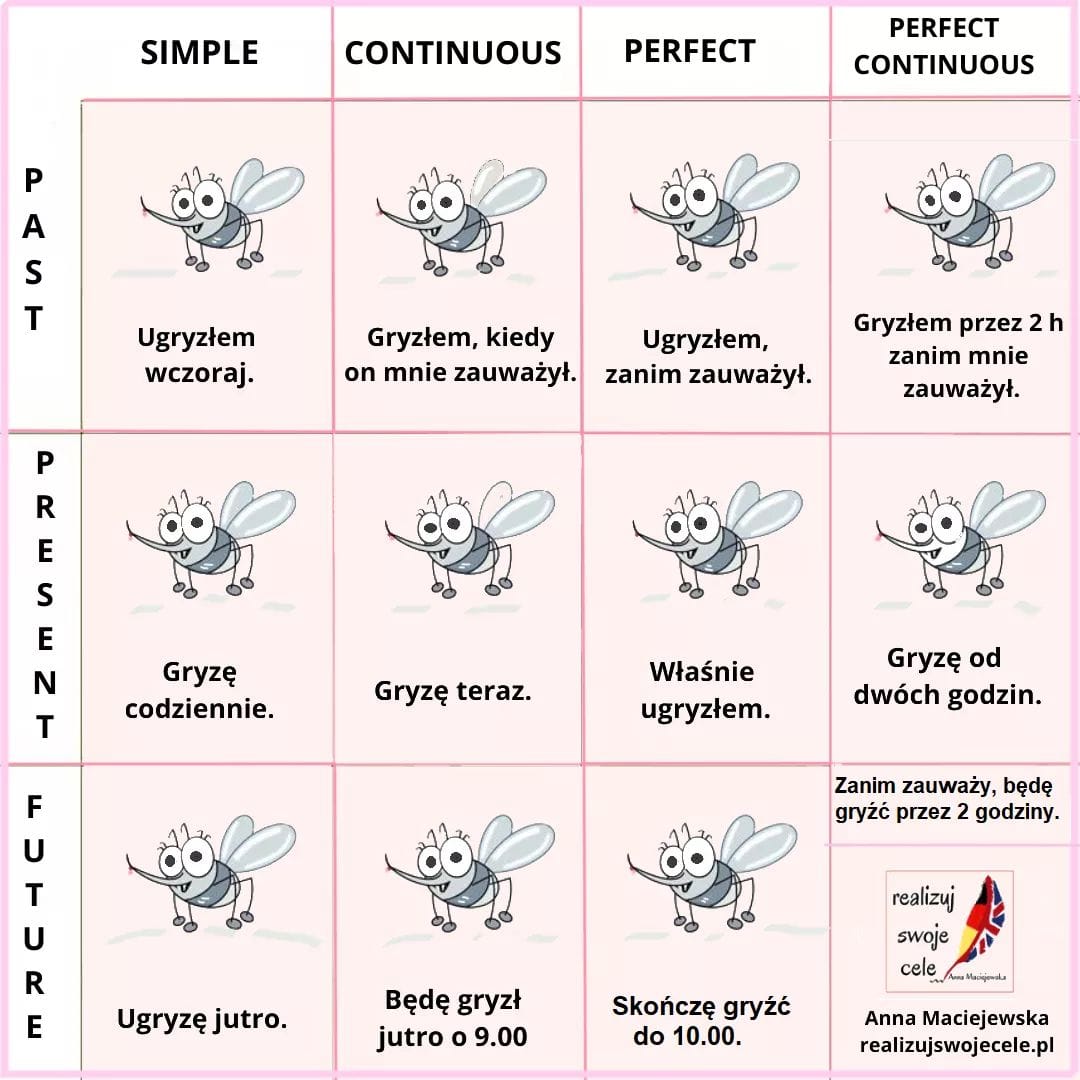 SIMPLE
CONTINUOUS
PERFECT
PERFECT
CONTINUOUS
PAST
Ugryzłem
wczoraj.
Gryzłem, kiedy
on mnie zauważył.
Ugryzłem,
zanim zauważył.
Gryzłem przez 2 h
zanim mnie
zauważył.
PRESENT
Gryzę
codziennie.
Gryzę teraz.
Właśnie
ugryzłem.
Gryzę od
dwóch godzin.
FUTURE
Ugryzę jutro.
Będę gryzł
jutro o 9.00
Skończę gryźć
do 10.00.
Zanim zauważy, będę
gryźć przez 2 godziny.
realizuj
swoje
cele
Anna Maciejewska
Anna Maciejewska
realizujswojecele.pl